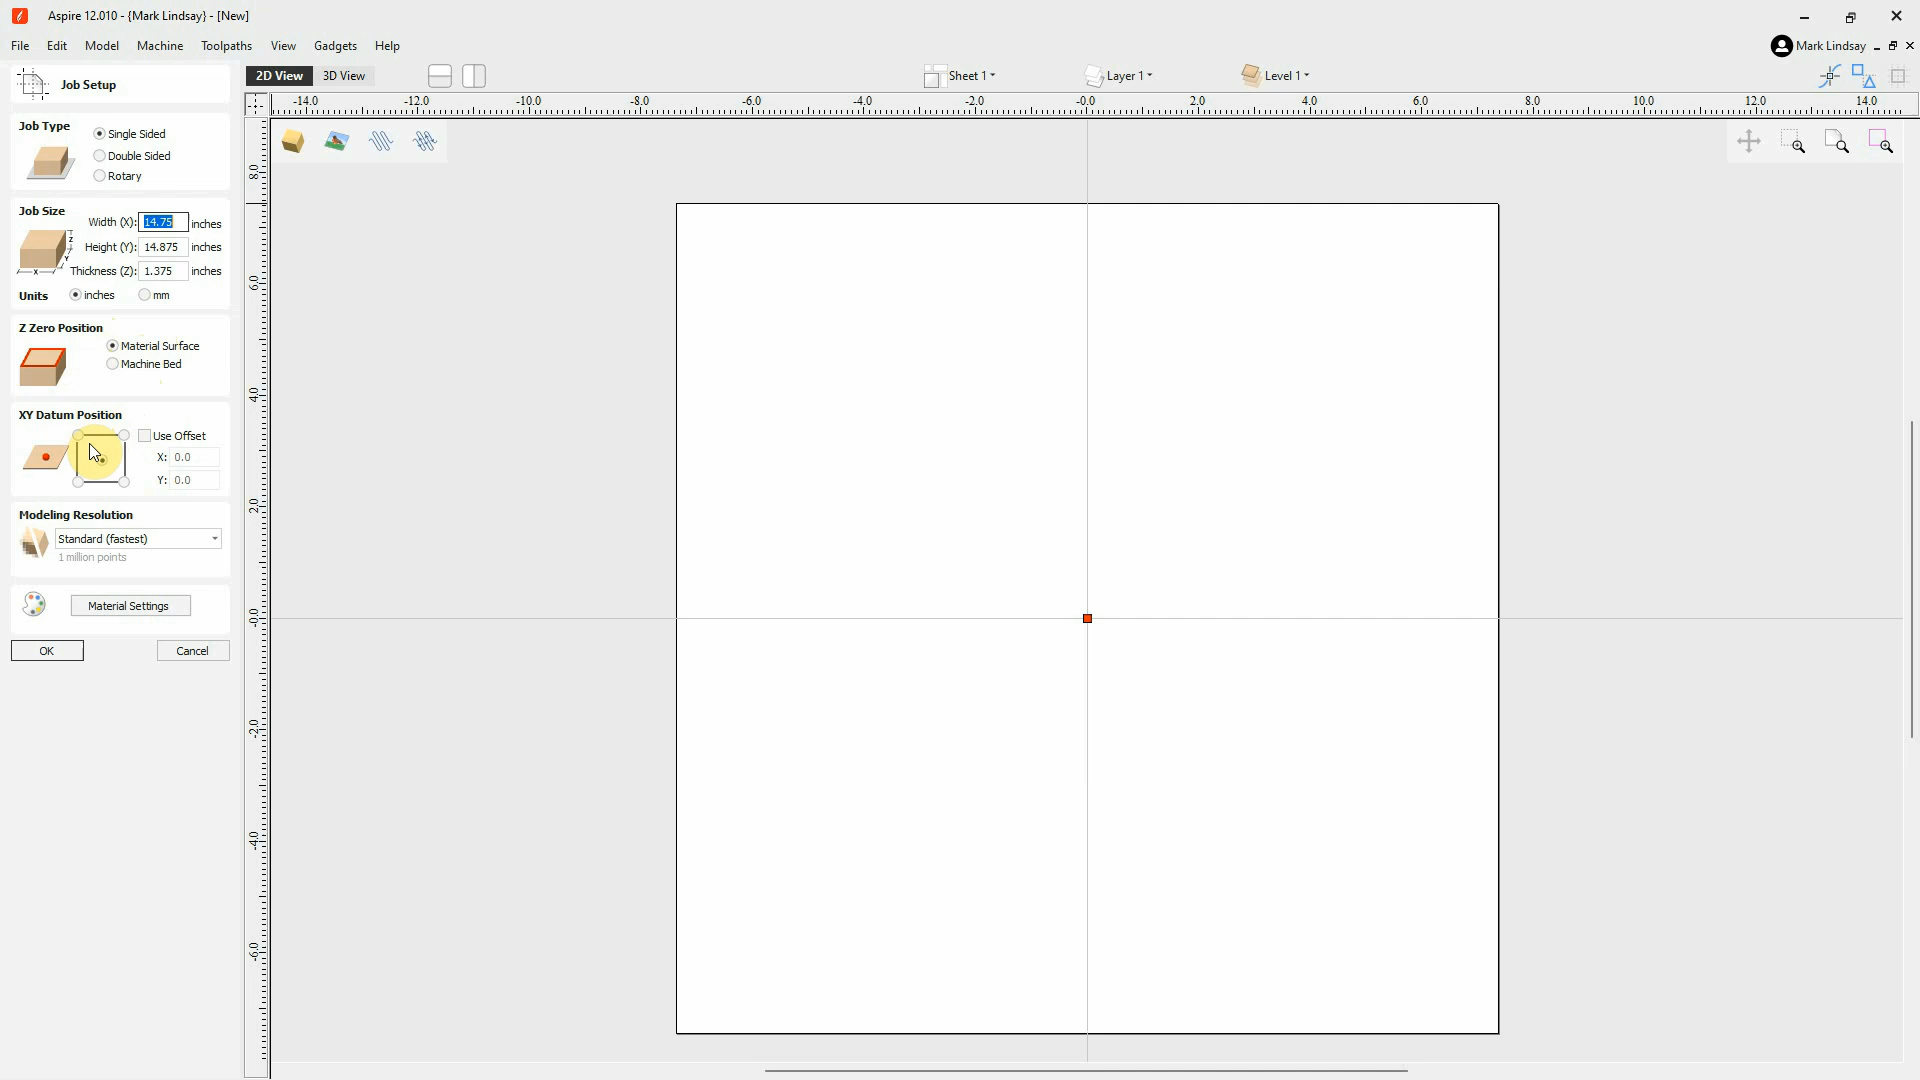 Aspire 12.010 - {Mark Lindsay} - [New]
File Edit Model Machine Toolpaths View Gadgets Help
Mark Lindsay
Job Setup
2D View 3D View
Sheet 1 Layer 1 Level 1
-14.0 -12.0 -10.0 -8.0 -6.0 -4.0 -2.0 -0.0 2.0 4.0 6.0 8.0 10.0 12.0 14.0
8.0
6.0
4.0
2.0
-0.0
-2.0
-4.0
-6.0
Job Type
Single Sided
Double Sided
Rotary
Job Size
Width (X): 14.75 inches
Height (Y): 14.875 inches
Thickness (Z): 1.375 inches
Z
Y
X
Units inches mm
Z Zero Position
Material Surface
Machine Bed
XY Datum Position
Use Offset
X: 0.0
Y: 0.0
Modeling Resolution
Standard (fastest)
1 million points
Material Settings
OK Cancel